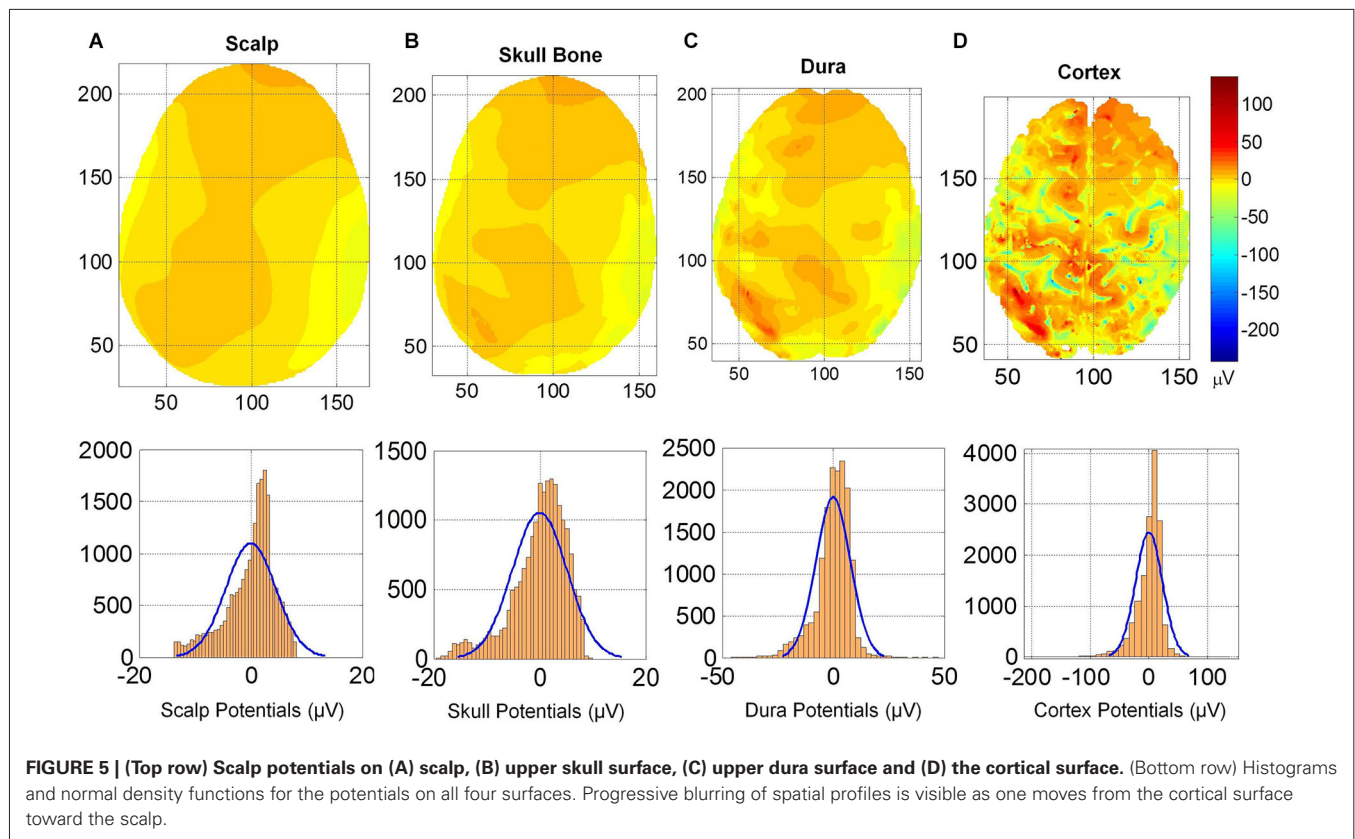 A
Scalp
B
Skull Bone
C
Dura
D
Cortex
200
150
100
50
50 100 150
200
150
100
50
50 100 150
200
150
100
50
50 100 150
150
100
50
50 100 150
100
50
0
-50
-100
-150
-200
µV
2000
1500
1000
500
0
-20 0 20
Scalp Potentials (µV)
1500
1000
500
0
-20 0 20
Skull Potentials (µV)
2500
2000
1500
1000
500
0
-50 0 50
Dura Potentials (µV)
4000
3000
2000
1000
0
-200 -100 0 100
Cortex Potentials (µV)
FIGURE 5 | (Top row) Scalp potentials on (A) scalp, (B) upper skull surface, (C) upper dura surface and (D) the cortical surface. (Bottom row) Histograms
and normal density functions for the potentials on all four surfaces. Progressive blurring of spatial profiles is visible as one moves from the cortical surface
toward the scalp.